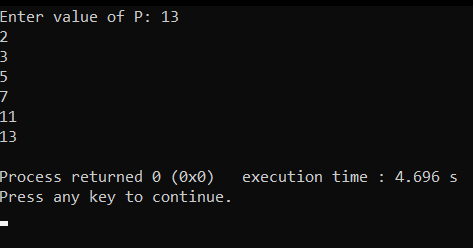 Enter value of P: 13
2
3
5
7
11
13
Process returned 0 (0x0)   execution time : 4.696 s
Press any key to continue.